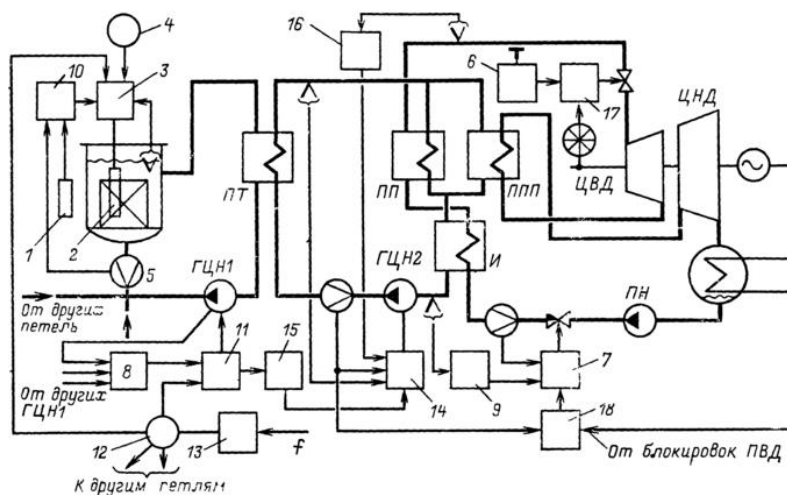 4
16
10
3
6
17
ЦНД
ПТ
ПП
ППП
ЦВД
1
2
5
ГЦН1
ГЦН2
И
ПН
От других
петель
8
11
15
14
9
7
От других
ГЦН1
12
13
f
18
От блокировок ПВД
К другим петлям